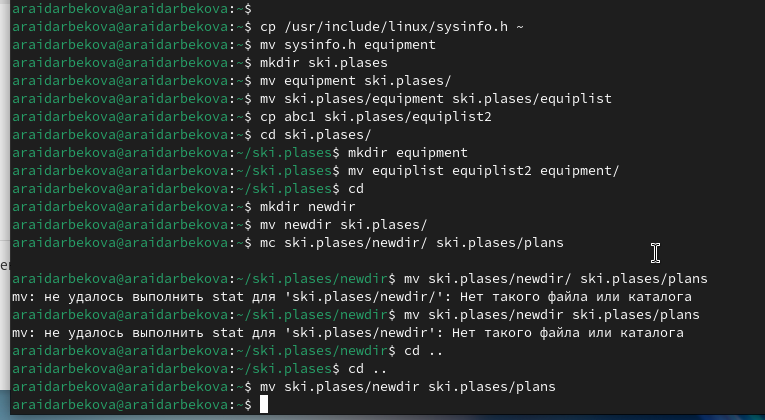 araidarbekova@araidarbekova:~$
araidarbekova@araidarbekova:~$ cp /usr/include/linux/sysinfo.h ~
araidarbekova@araidarbekova:~$ mv sysinfo.h equipment
araidarbekova@araidarbekova:~$ mkdir ski.plases
araidarbekova@araidarbekova:~$ mv equipment ski.plases/
araidarbekova@araidarbekova:~$ mv ski.plases/equipment ski.plases/equiplist
araidarbekova@araidarbekova:~$ cp abc1 ski.plases/equiplist2
araidarbekova@araidarbekova:~$ cd ski.plases/
araidarbekova@araidarbekova:~/ski.plases$ mkdir equipment
araidarbekova@araidarbekova:~/ski.plases$ mv equiplist equiplist2 equipment/
araidarbekova@araidarbekova:~/ski.plases$ cd
araidarbekova@araidarbekova:~$ mkdir newdir
araidarbekova@araidarbekova:~$ mv newdir ski.plases/
araidarbekova@araidarbekova:~$ mc ski.plases/newdir/ ski.plases/plans
araidarbekova@araidarbekova:~/ski.plases/newdir$ mv ski.plases/newdir/ ski.plases/plans
mv: не удалось выполнить stat для 'ski.plases/newdir/': Нет такого файла или каталога
araidarbekova@araidarbekova:~/ski.plases/newdir$ mv ski.plases/newdir ski.plases/plans
mv: не удалось выполнить stat для 'ski.plases/newdir': Нет такого файла или каталога
araidarbekova@araidarbekova:~/ski.plases/newdir$ cd ..
araidarbekova@araidarbekova:~/ski.plases$ cd ..
araidarbekova@araidarbekova:~$ mv ski.plases/newdir ski.plases/plans
araidarbekova@araidarbekova:~$